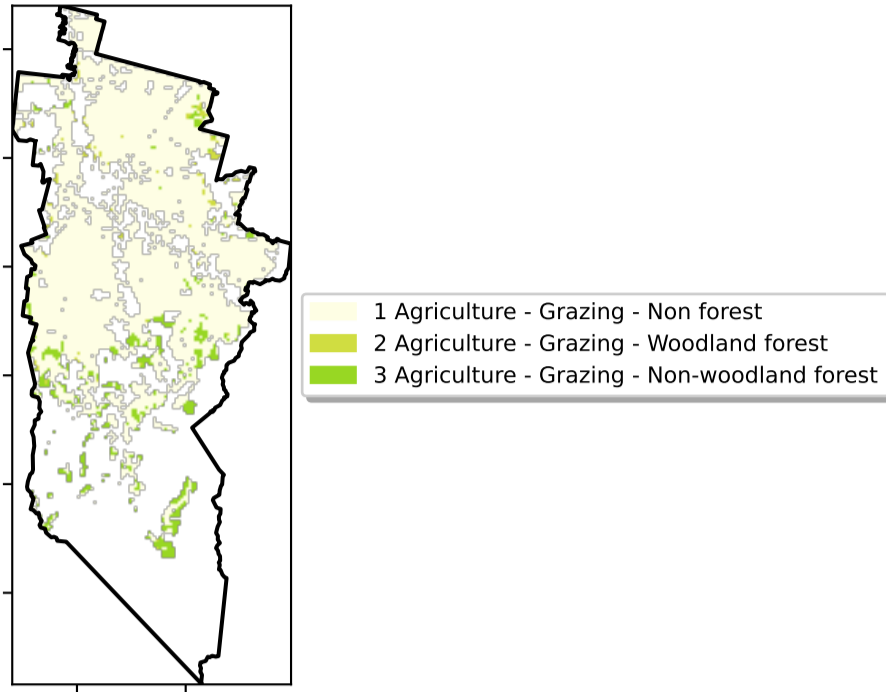 1 Agriculture - Grazing - Non forest
2 Agriculture - Grazing - Woodland forest
3 Agriculture - Grazing - Non-woodland forest